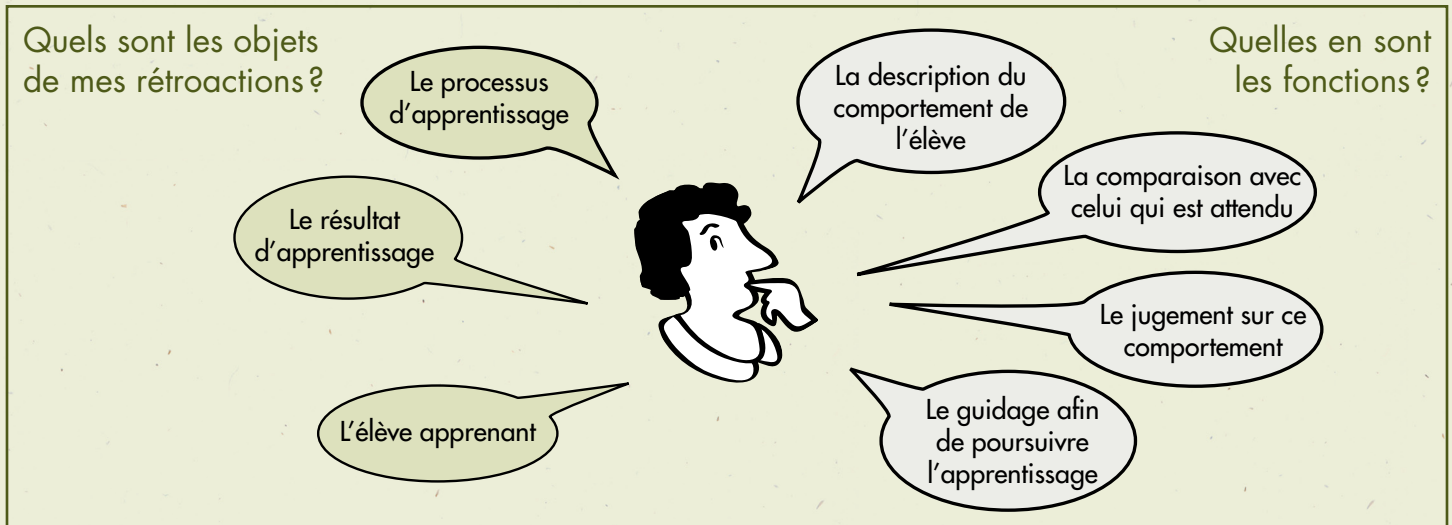 Quels sont les objets
de mes rétroactions ?
Le processus
d'apprentissage
Le résultat
d'apprentissage
L'élève apprenant
Quelles en sont
les fonctions ?
La description du
comportement de
l'élève
La comparaison avec
celui qui est attendu
Le jugement sur ce
comportement
Le guidage afin
de poursuivre
l'apprentissage